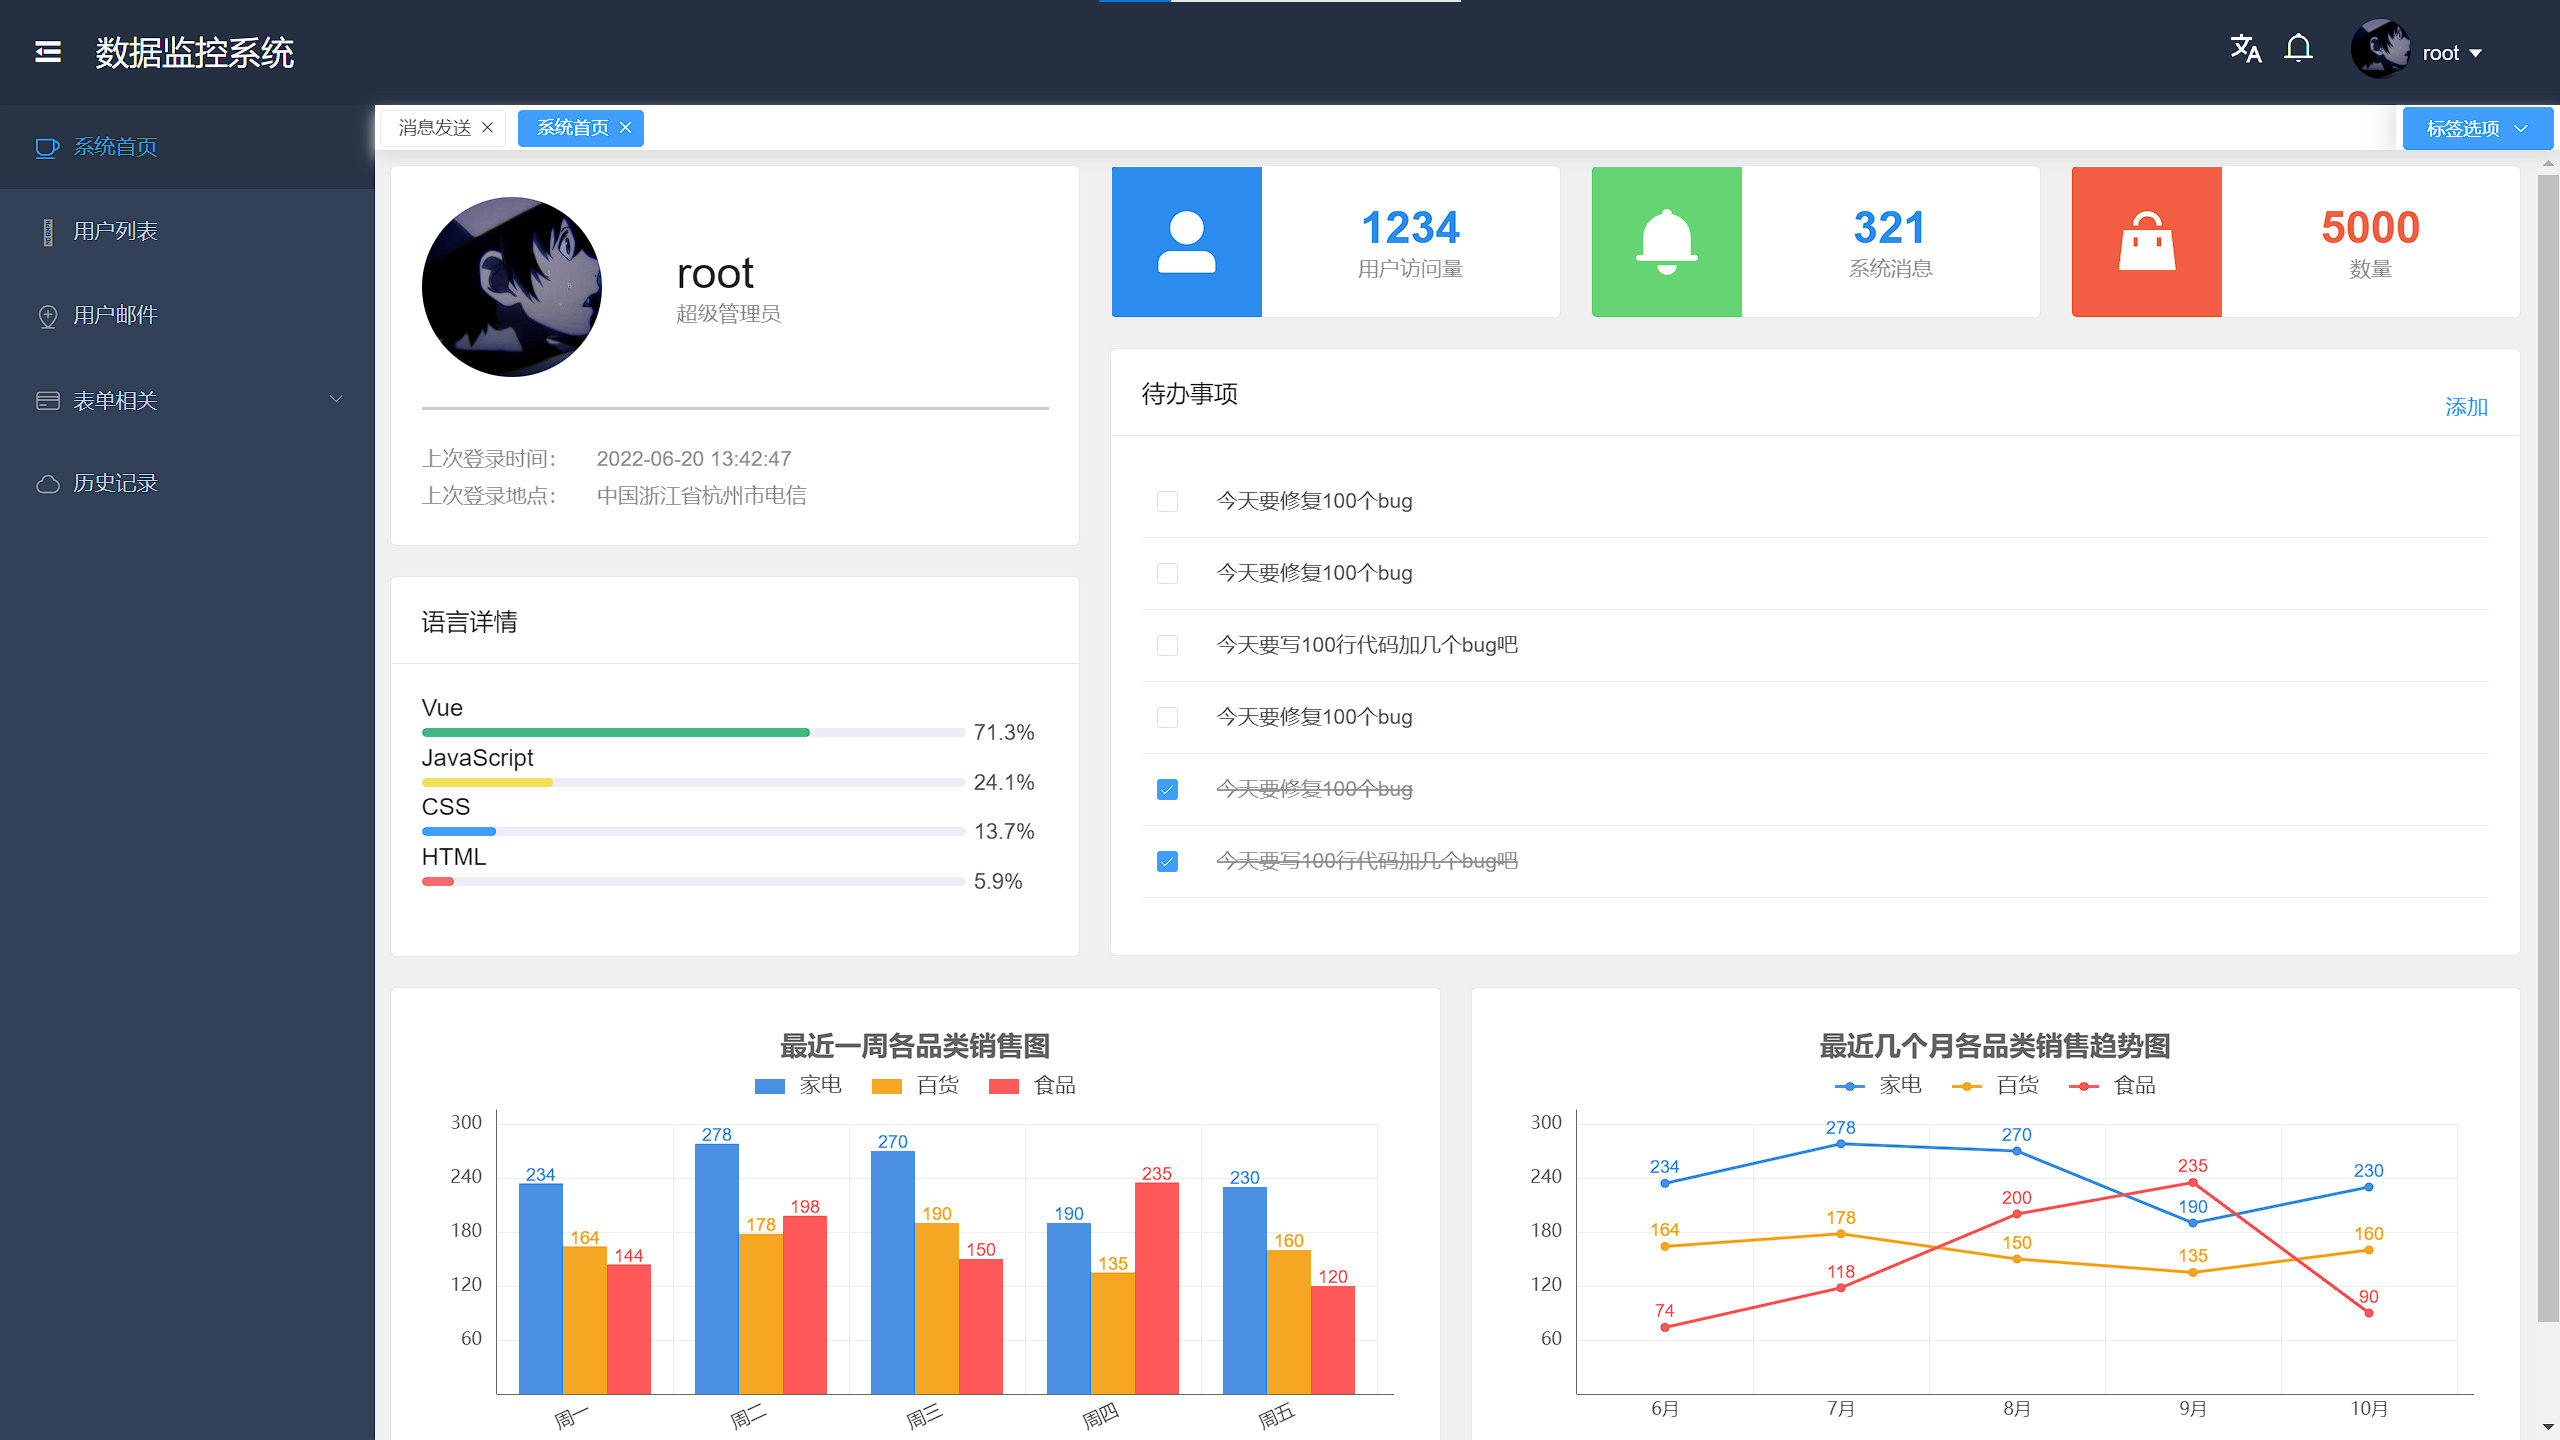 数据监控系统
root
系统首页
用户列表
用户邮件
表单相关
历史记录
消息发送
系统首页
标签选项
root
超级管理员
上次登录时间： 2022-06-20 13:42:47
上次登录地点： 中国浙江省杭州市电信
1234
用户访问量
321
系统消息
5000
数量
语言详情
Vue
71.3%
JavaScript
24.1%
CSS
13.7%
HTML
5.9%
待办事项
添加
今天要修复100个bug
今天要修复100个bug
今天要写100行代码加几个bug吧
今天要修复100个bug
今天要修复100个bug
今天要写100行代码加几个bug吧
最近一周各品类销售图
家电 百货 食品
300
240
180
120
60
234 164 144
278 178 198
270 190 150
190 135 235
230 160 120
周一 周二 周三 周四 周五
最近几个月各品类销售趋势图
家电 百货 食品
300
240
180
120
60
234 278 270 190 230
164 178 150 135 160
74 118 200 235 90
6月 7月 8月 9月 10月